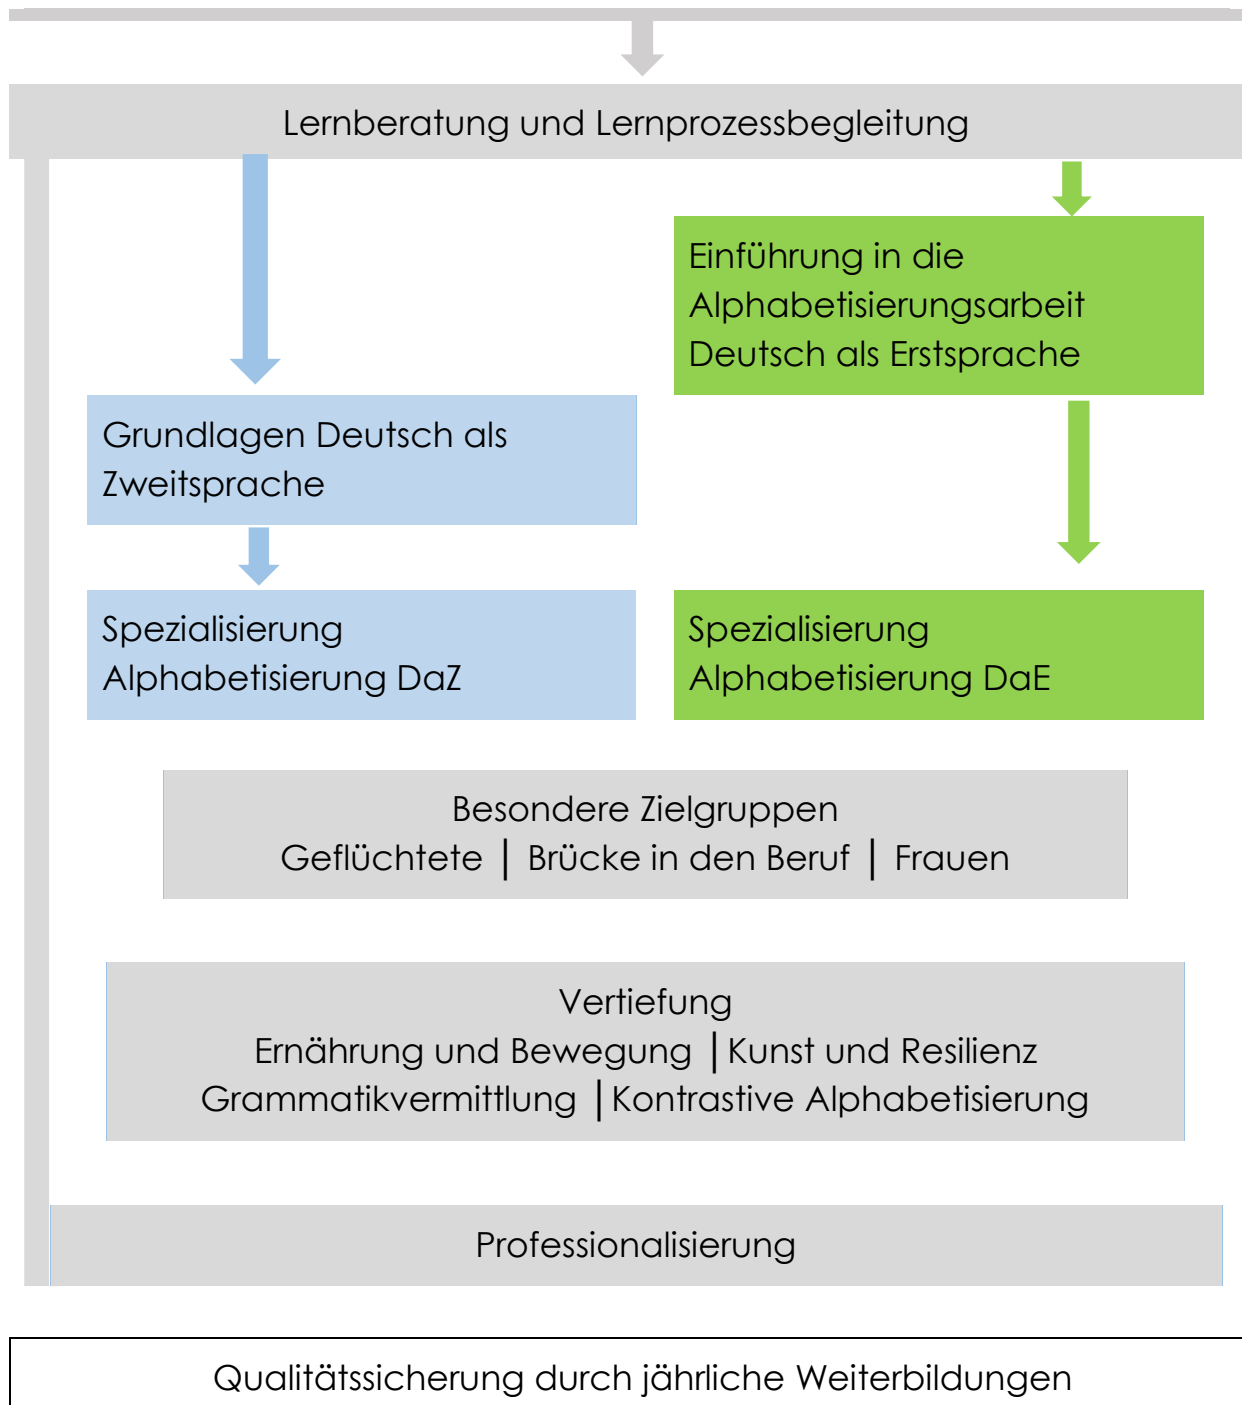 Lernberatung und Lernprozessbegleitung
Einführung in die
Alphabetisierungsarbeit
Deutsch als Erstsprache
Grundlagen Deutsch als
Zweitsprache
Spezialisierung
Alphabetisierung DaZ
Spezialisierung
Alphabetisierung DaE
Besondere Zielgruppen
Geflüchtete | Brücke in den Beruf | Frauen
Vertiefung
Ernährung und Bewegung |Kunst und Resilienz
Grammatikvermittlung |Kontrastive Alphabetisierung
Professionalisierung
Qualitätssicherung durch jährliche Weiterbildungen